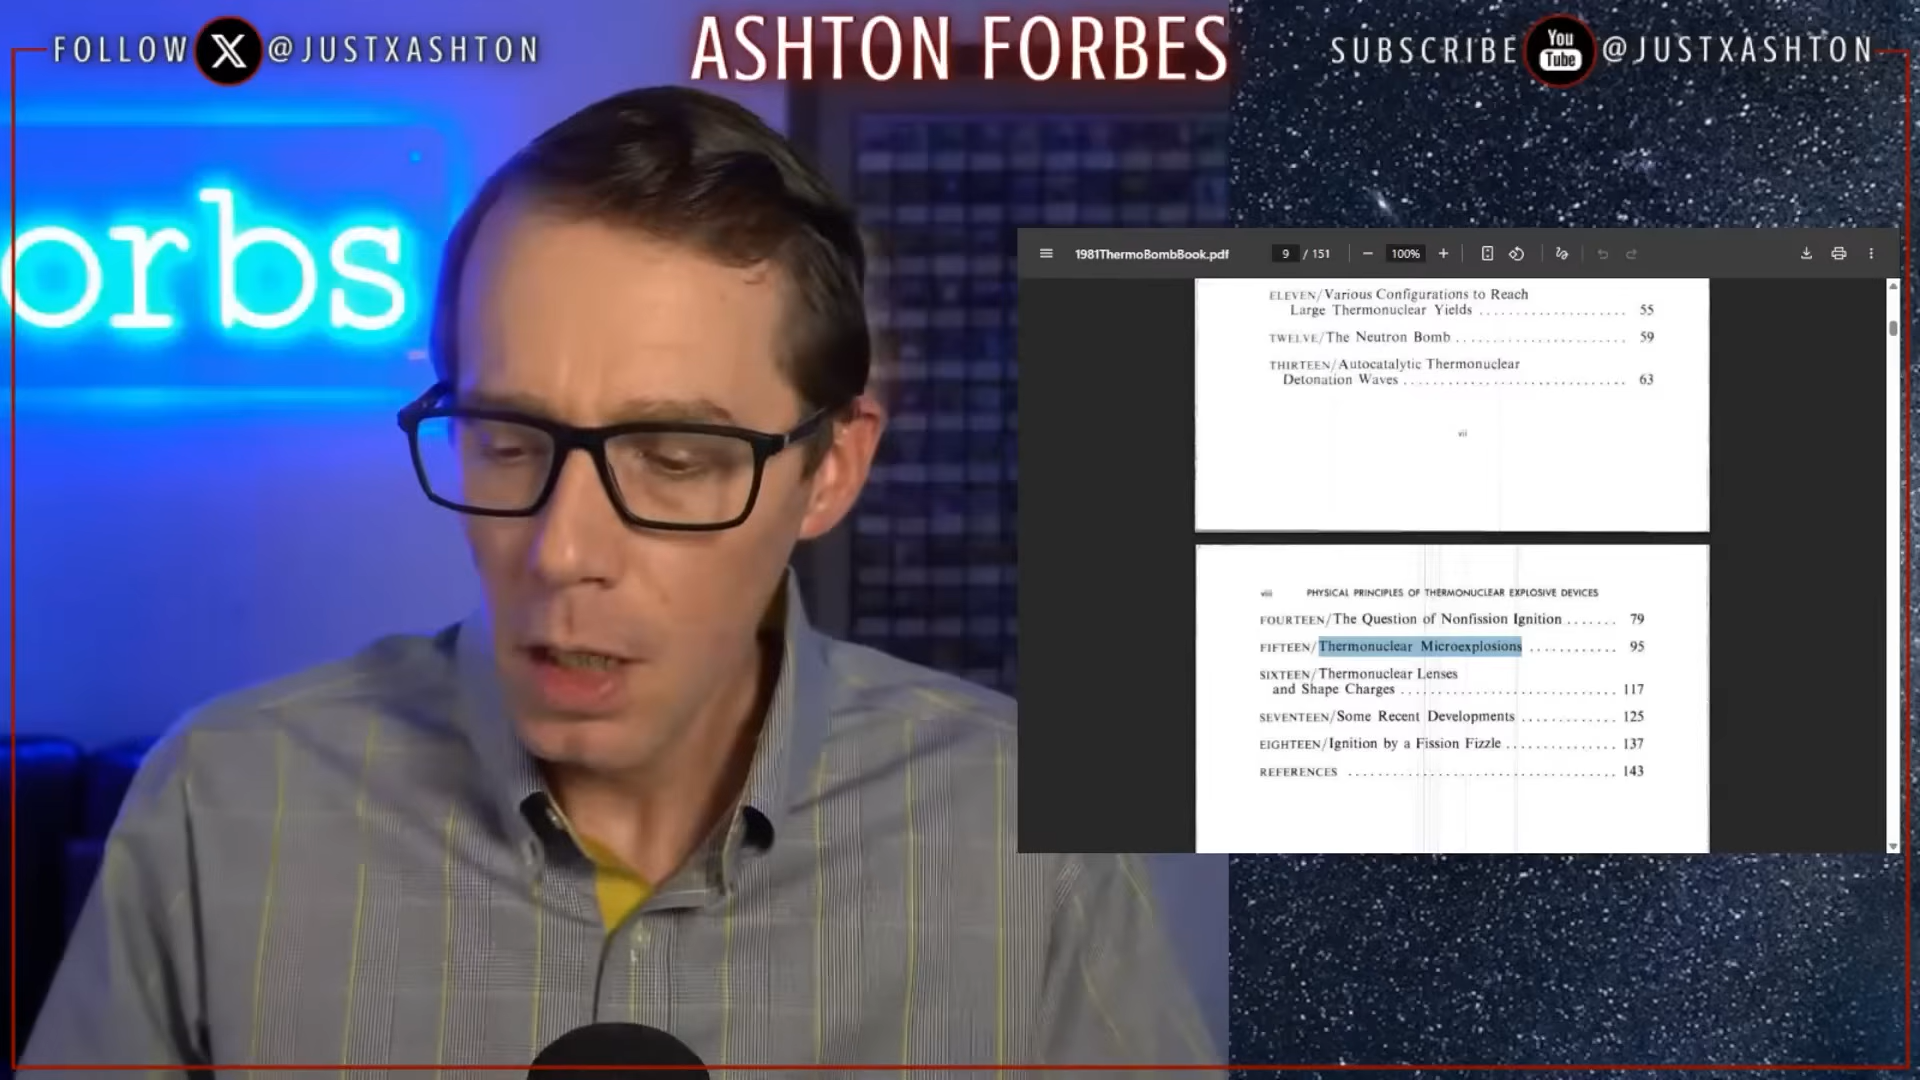 FOLLOW X @JUSTXASHTON
ASHTON FORBES
SUBSCRIBE You Tube @JUSTXASHTON
orbs
1981ThermoBombBook.pdf 9 / 151 100%
ELEVEN/Various Configurations to Reach
Large Thermonuclear Yields .................... 55
TWELVE/The Neutron Bomb ........................ 59
THIRTEEN/Autocatalytic Thermonuclear
Detonation Waves .............................. 63
vii
viii PHYSICAL PRINCIPLES OF THERMONUCLEAR EXPLOSIVE DEVICES
FOURTEEN/The Question of Nonfission Ignition ....... 79
FIFTEEN/Thermonuclear Microexplosions ............ 95
SIXTEEN/Thermonuclear Lenses
and Shape Charges ............................ 117
SEVENTEEN/Some Recent Developments ............. 125
EIGHTEEN/Ignition by a Fission Fizzle ............... 137
REFERENCES .................................... 143